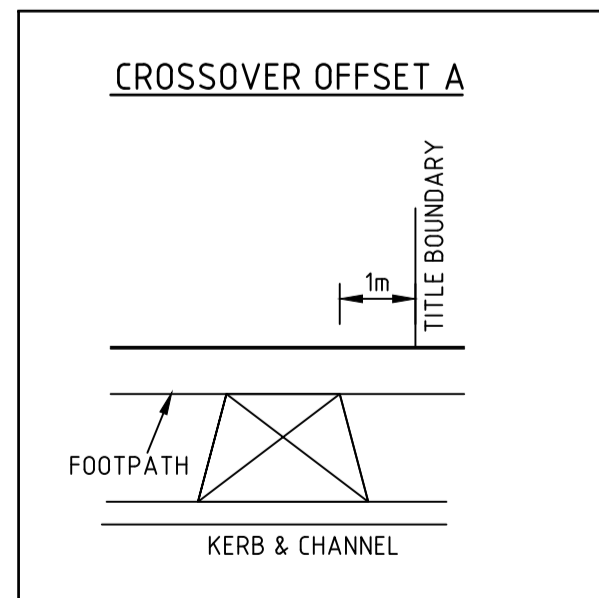 CROSSOVER OFFSET A
TITLE BOUNDARY
1m
FOOTPATH
KERB & CHANNEL